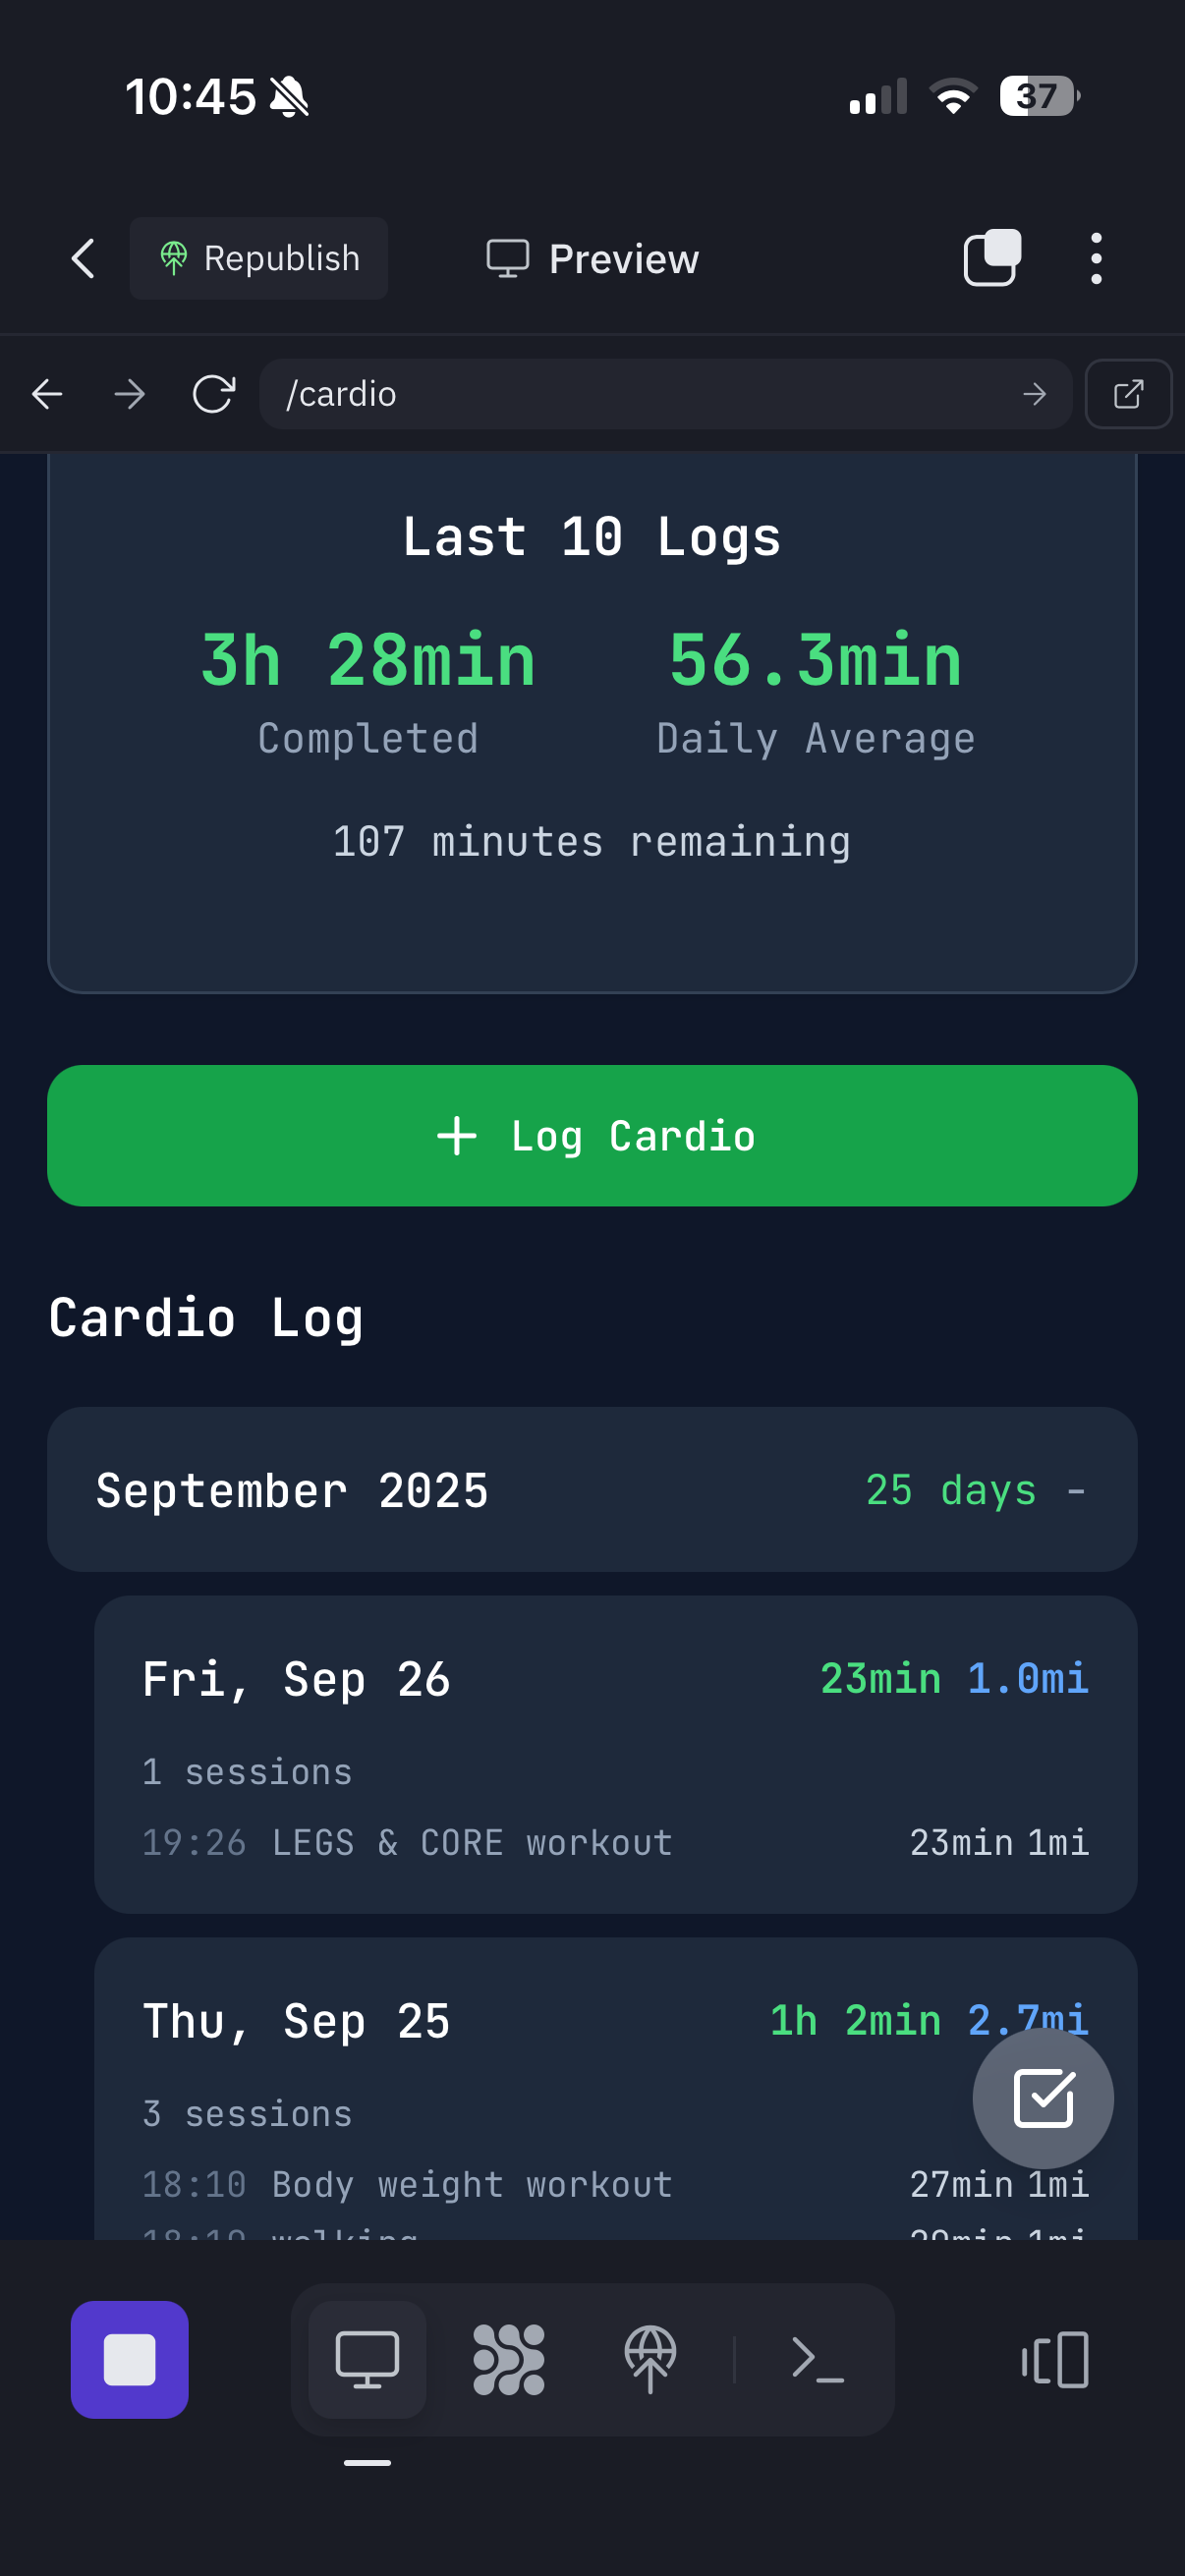 10:45
37
Republish
Preview
/cardio
Last 10 Logs
3h 28min 56.3min
Completed Daily Average
107 minutes remaining
+ Log Cardio
Cardio Log
September 2025 25 days -
Fri, Sep 26 23min 1.0mi
1 sessions
19:26 LEGS & CORE workout 23min 1mi
Thu, Sep 25 1h 2min 2.7mi
3 sessions
18:10 Body weight workout 27min 1mi
walking